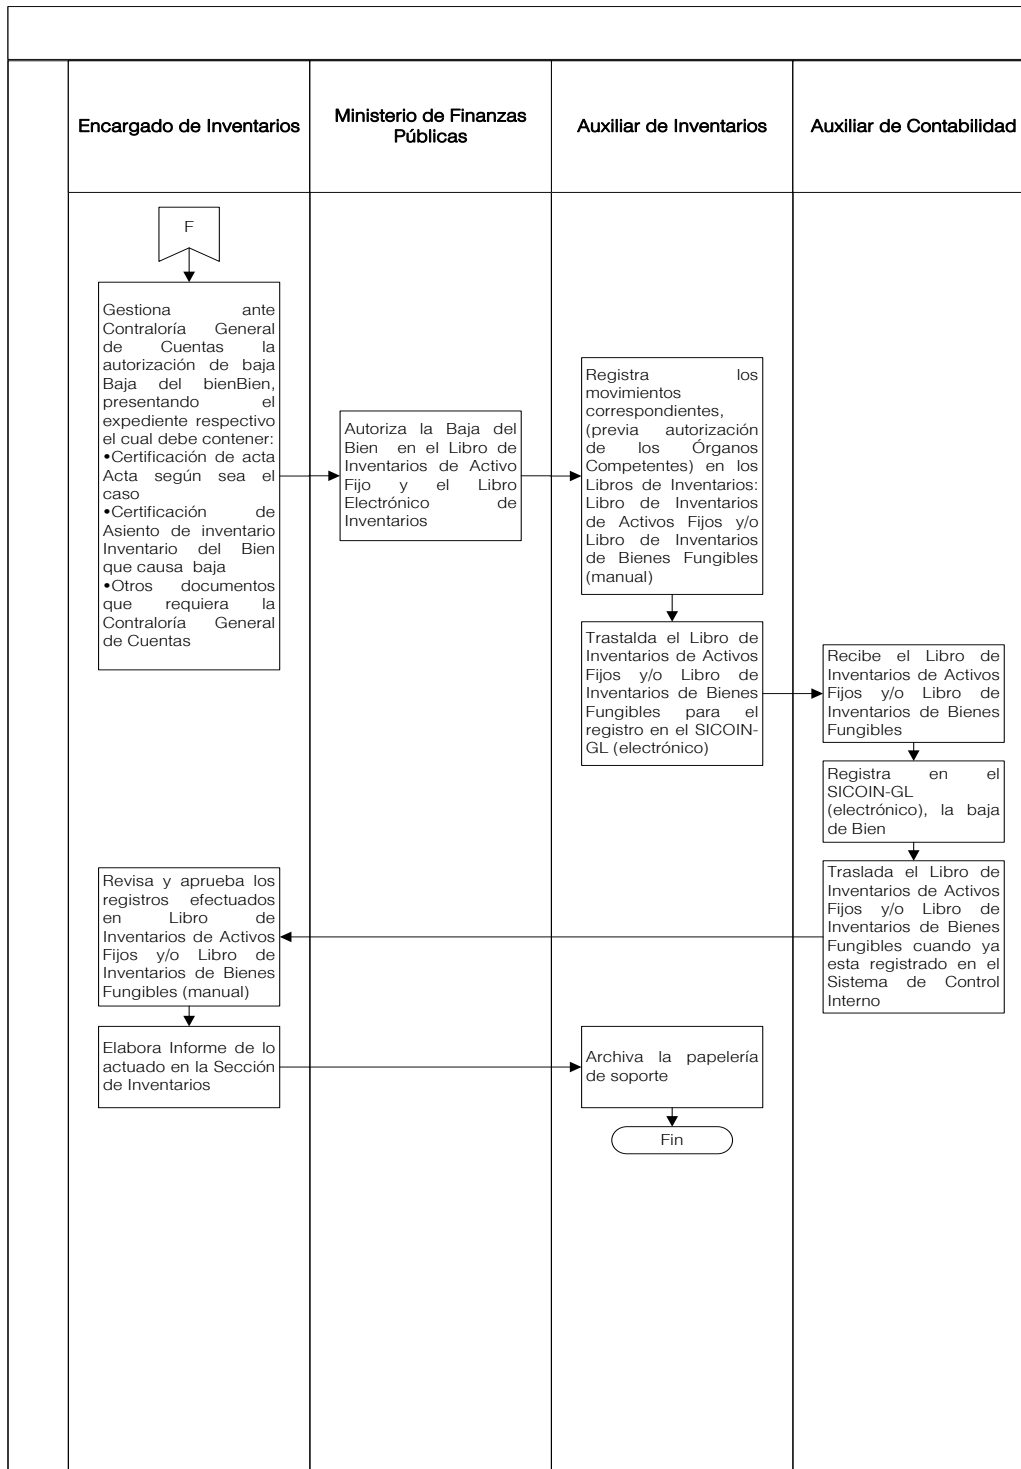 Encargado de Inventarios
Ministerio de Finanzas
Públicas
Auxiliar de Inventarios
Auxiliar de Contabilidad
F
Gestiona ante
Contraloría General
de Cuentas la
autorización de baja
Baja del bienBien,
presentando el
expediente respectivo
el cual debe contener:
•Certificación de acta
Acta según sea el
caso
•Certificación de
Asiento de inventario
Inventario del Bien
que causa baja
•Otros documentos
que requiera la
Contraloría General
de Cuentas
Autoriza la Baja del
Bien en el Libro de
Inventarios de Activo
Fijo y el Libro
Electrónico de
Inventarios
Registra los
movimientos
correspondientes,
(previa autorización
de los Órganos
Competentes) en los
Libros de Inventarios:
Libro de Inventarios
de Activos Fijos y/o
Libro de Inventarios
de Bienes Fungibles
(manual)
Trastalda el Libro de
Inventarios de Activos
Fijos y/o Libro de
Inventarios de Bienes
Fungibles para el
registro en el SICOIN-
GL (electrónico)
Recibe el Libro de
Inventarios de Activos
Fijos y/o Libro de
Inventarios de Bienes
Fungibles
Registra en el
SICOIN-GL
(electrónico), la baja
de Bien
Traslada el Libro de
Inventarios de Activos
Fijos y/o Libro de
Inventarios de Bienes
Fungibles cuando ya
esta registrado en el
Sistema de Control
Interno
Revisa y aprueba los
registros efectuados
en Libro de
Inventarios de Activos
Fijos y/o Libro de
Inventarios de Bienes
Fungibles (manual)
Elabora Informe de lo
actuado en la Sección
de Inventarios
Archiva la papelería
de soporte
Fin